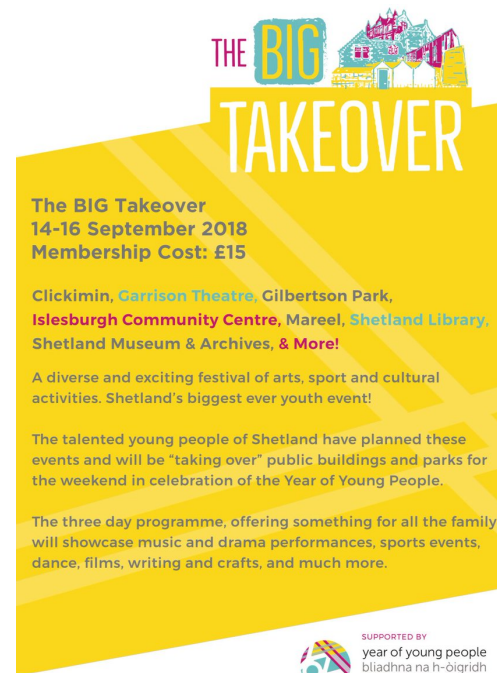 THE BIG
TAKEOVER
The BIG Takeover
14-16 September 2018
Membership Cost: £15
Clickimin, Garrison Theatre, Gilbertson Park,
Islesburgh Community Centre, Mareel, Shetland Library,
Shetland Museum & Archives, & More!
A diverse and exciting festival of arts, sport and cultural
activities. Shetland’s biggest ever youth event!
The talented young people of Shetland have planned these
events and will be “taking over” public buildings and parks for
the weekend in celebration of the Year of Young People.
The three day programme, offering something for all the family
will showcase music and drama performances, sports events,
dance, films, writing and crafts, and much more.
SUPPORTED BY
year of young people
bliadhna na h-òigridh